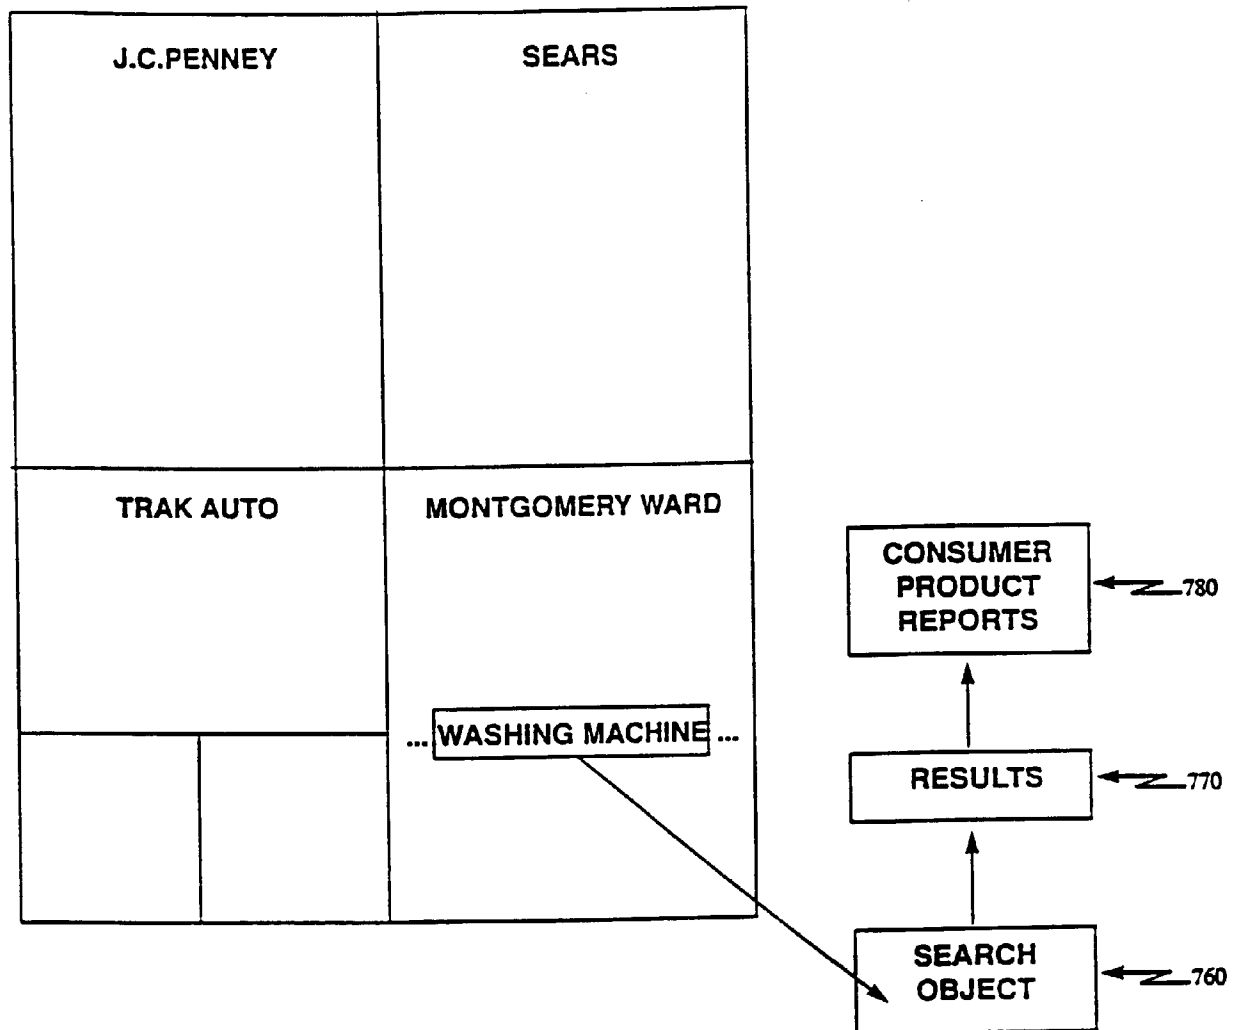 J.C.PENNEY
SEARS
TRAK AUTO
MONTGOMERY WARD
... WASHING MACHINE ...
CONSUMER
PRODUCT
REPORTS
780
RESULTS
770
SEARCH
OBJECT
760